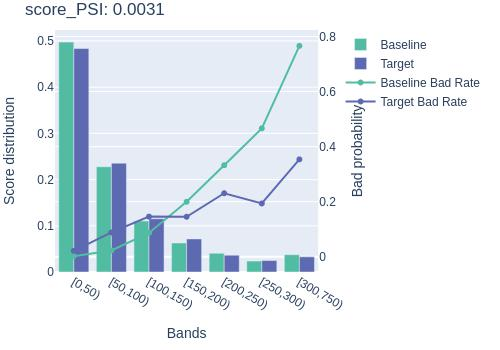 score_PSI: 0.0031
0.5
0.4
0.3
0.2
0.1
0
Score distribution
0.8
0.6
0.4
0.2
0
Bad probability
Baseline
Target
Baseline Bad Rate
Target Bad Rate
[0,50)
[50,100)
[100,150)
[150,200)
[200,250)
[250,300)
[300,750)
Bands